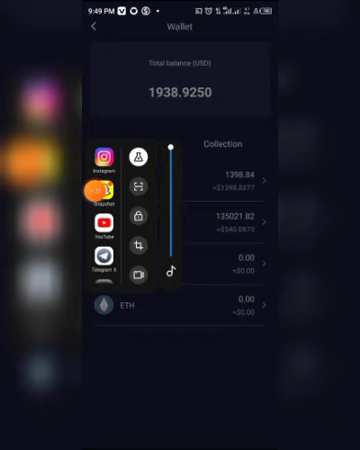 9:49 PM
Wallet
Total balance (USD)
1938.9250
Collection
Instagram
1398.84
≈$1398.8377
Snapchat
YouTube
135021.82
≈$540.0873
Telegram X
0.00
≈$0.00
ETH
0.00
≈$0.00